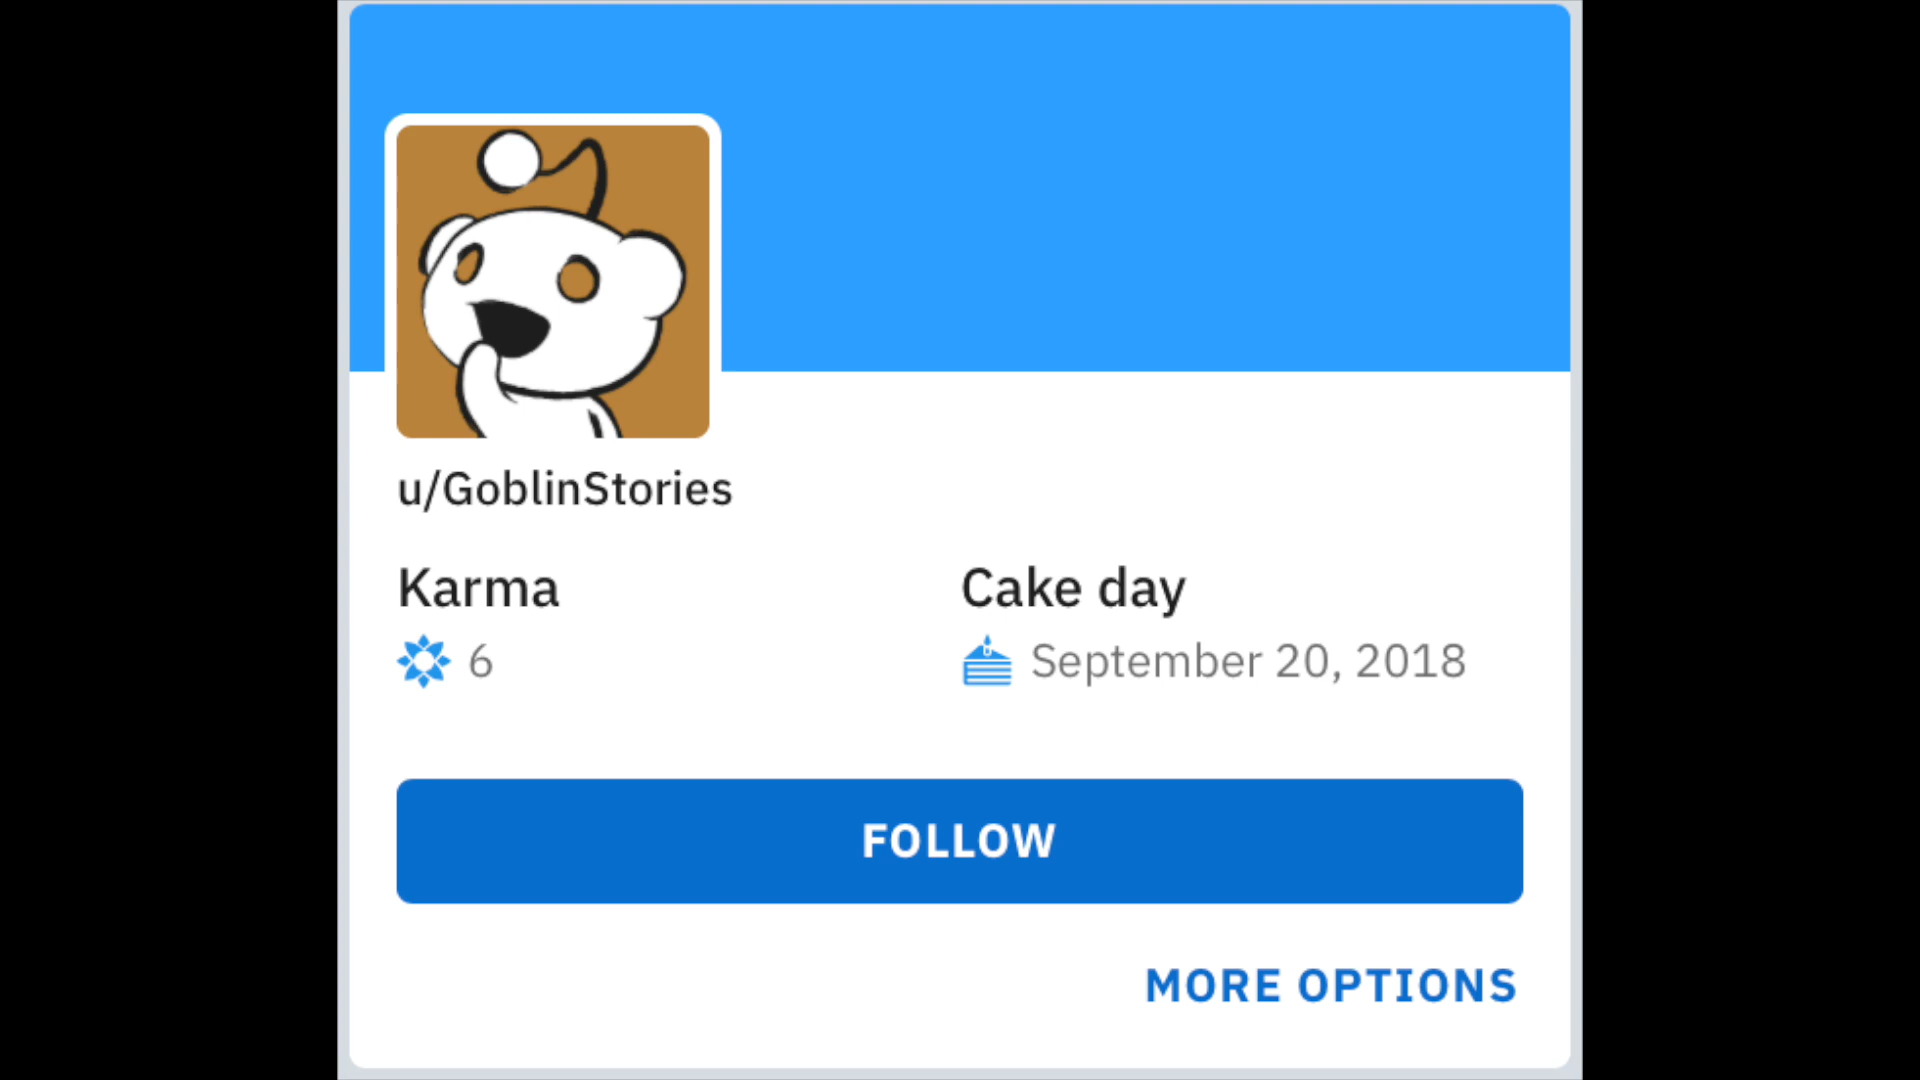 u/GoblinStories
Karma
Cake day
6
September 20, 2018
FOLLOW
MORE OPTIONS